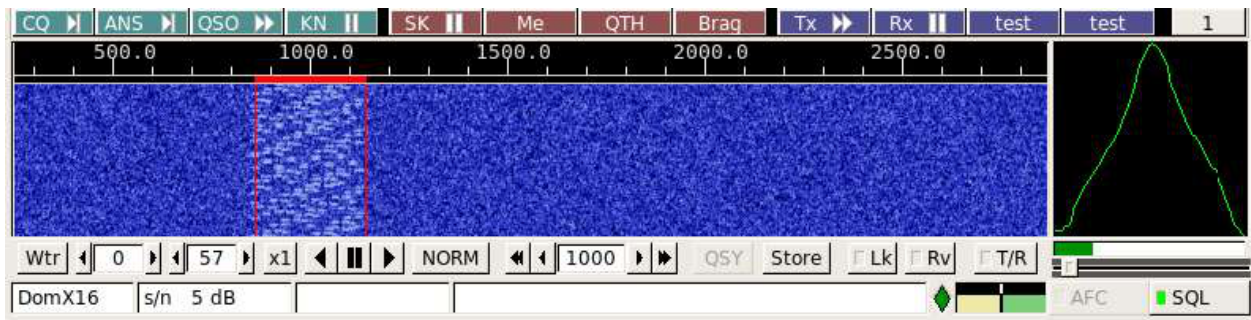 CQ ANS QSO KN SK Me QTH Brag Tx Rx test test 1
500.0 1000.0 1500.0 2000.0 2500.0
Wtr 0 57 x1 NORM 1000 QSY Store Lk Rv T/R
DomX16 s/n 5 dB AFC SQL